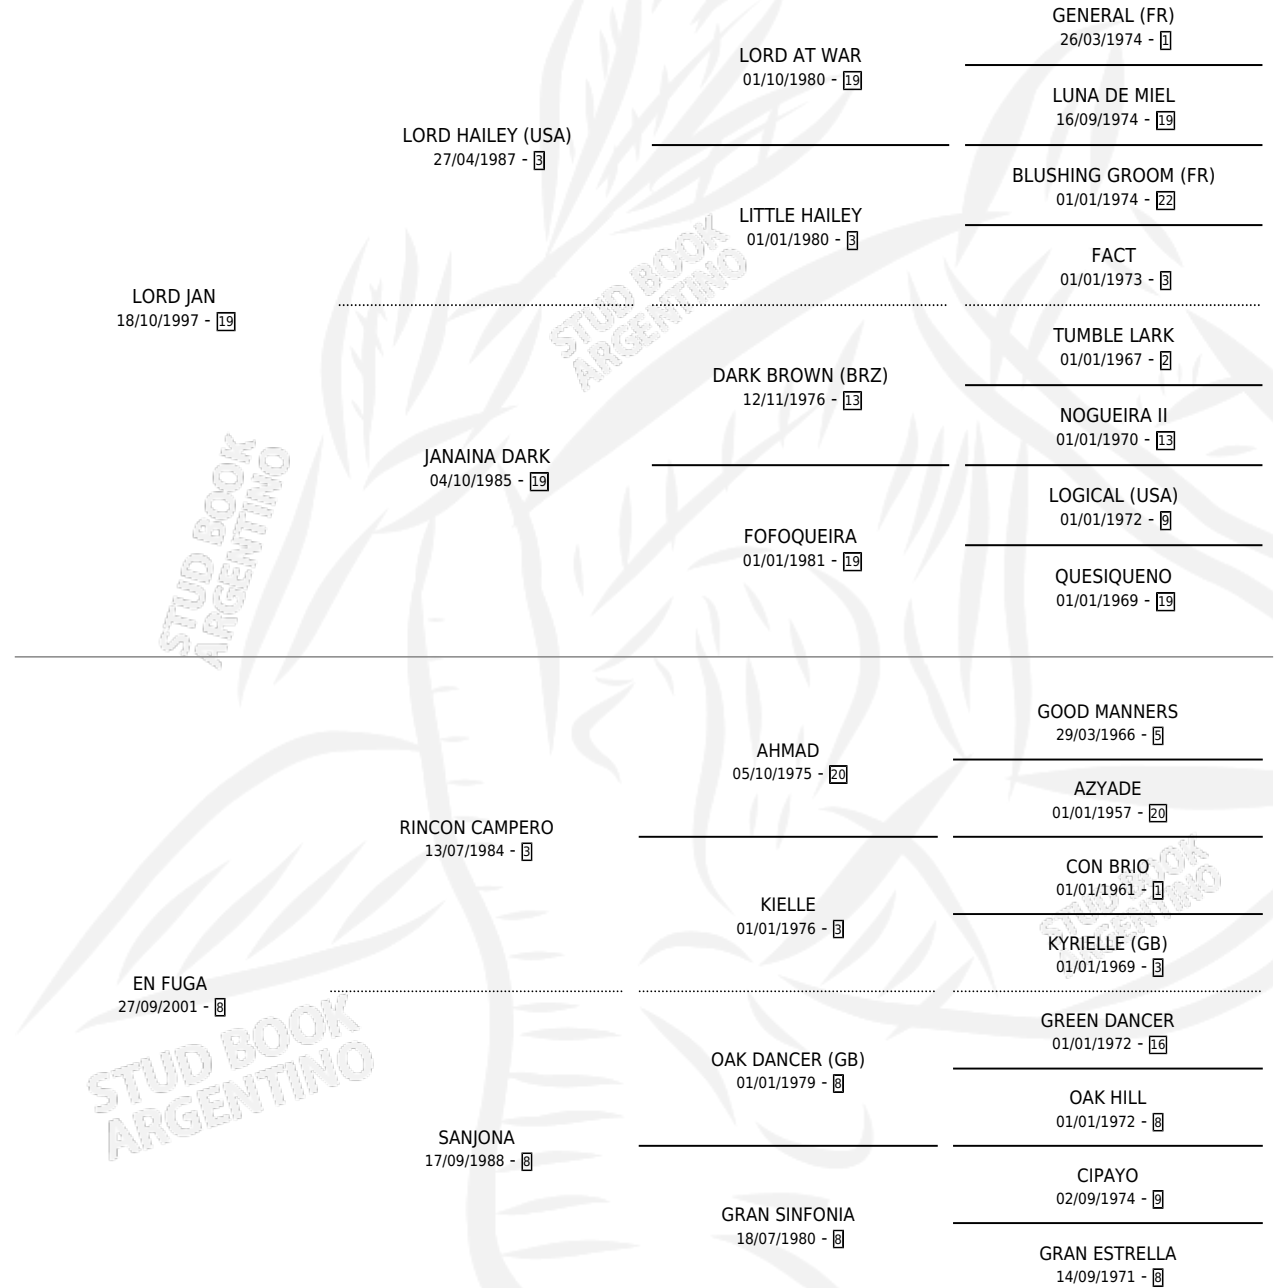 GENERAL (FR)
26/03/1974 - 1
LORD AT WAR
01/10/1980 - 19
LUNA DE MIEL
16/09/1974 - 19
LORD HAILEY (USA)
27/04/1987 - 3
BLUSHING GROOM (FR)
01/01/1974 - 22
LITTLE HAILEY
01/01/1980 - 3
FACT
01/01/1973 - 3
LORD JAN
18/10/1997 - 19
TUMBLE LARK
01/01/1967 - 2
DARK BROWN (BRZ)
12/11/1976 - 13
NOGUEIRA II
01/01/1970 - 13
JANAINA DARK
04/10/1985 - 19
LOGICAL (USA)
01/01/1972 - 9
FOFOQUEIRA
01/01/1981 - 19
QUESIQUENO
01/01/1969 - 19
GOOD MANNERS
29/03/1966 - 5
AHMAD
05/10/1975 - 20
AZYADE
01/01/1957 - 20
RINCON CAMPERO
13/07/1984 - 3
CON BRIO
01/01/1961 - 1
KIELLE
01/01/1976 - 3
KYRIELLE (GB)
01/01/1969 - 3
EN FUGA
27/09/2001 - 8
GREEN DANCER
01/01/1972 - 16
OAK DANCER (GB)
01/01/1979 - 8
OAK HILL
01/01/1972 - 8
SANJONA
17/09/1988 - 8
CIPAYO
02/09/1974 - 9
GRAN SINFONIA
18/07/1980 - 8
GRAN ESTRELLA
14/09/1971 - 8
STUD BOOK
ARGENTINO
STUD BOOK
ARGENTINO
STUD BOOK
ARGENTINO
STUD BOOK
ARGENTINO